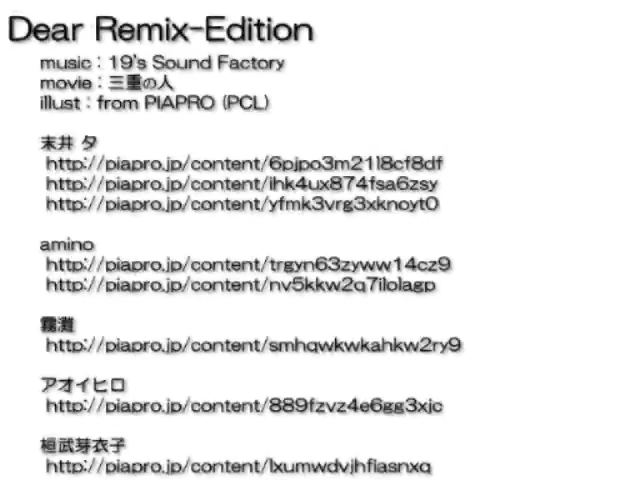 Dear Remix-Edition
music : 19's Sound Factory
movie : 三重の人
illust : from PIAPRO (PCL)
末井 夕
http://piapro.jp/content/6pjpo3m21l8cf8df
http://piapro.jp/content/ihk4ux874fsa6zsy
http://piapro.jp/content/yfmk3vrg3xknoyt0
amino
http://piapro.jp/content/trgyn63zyww14cz9
http://piapro.jp/content/nv5kkw2q7ilolagp
霧灘
http://piapro.jp/content/smhqwkwkahkw2ry9
アオイヒロ
http://piapro.jp/content/889fzvz4e6gg3xjc
桓武芽衣子
http://piapro.jp/content/lxumwdvjhfiasnxq